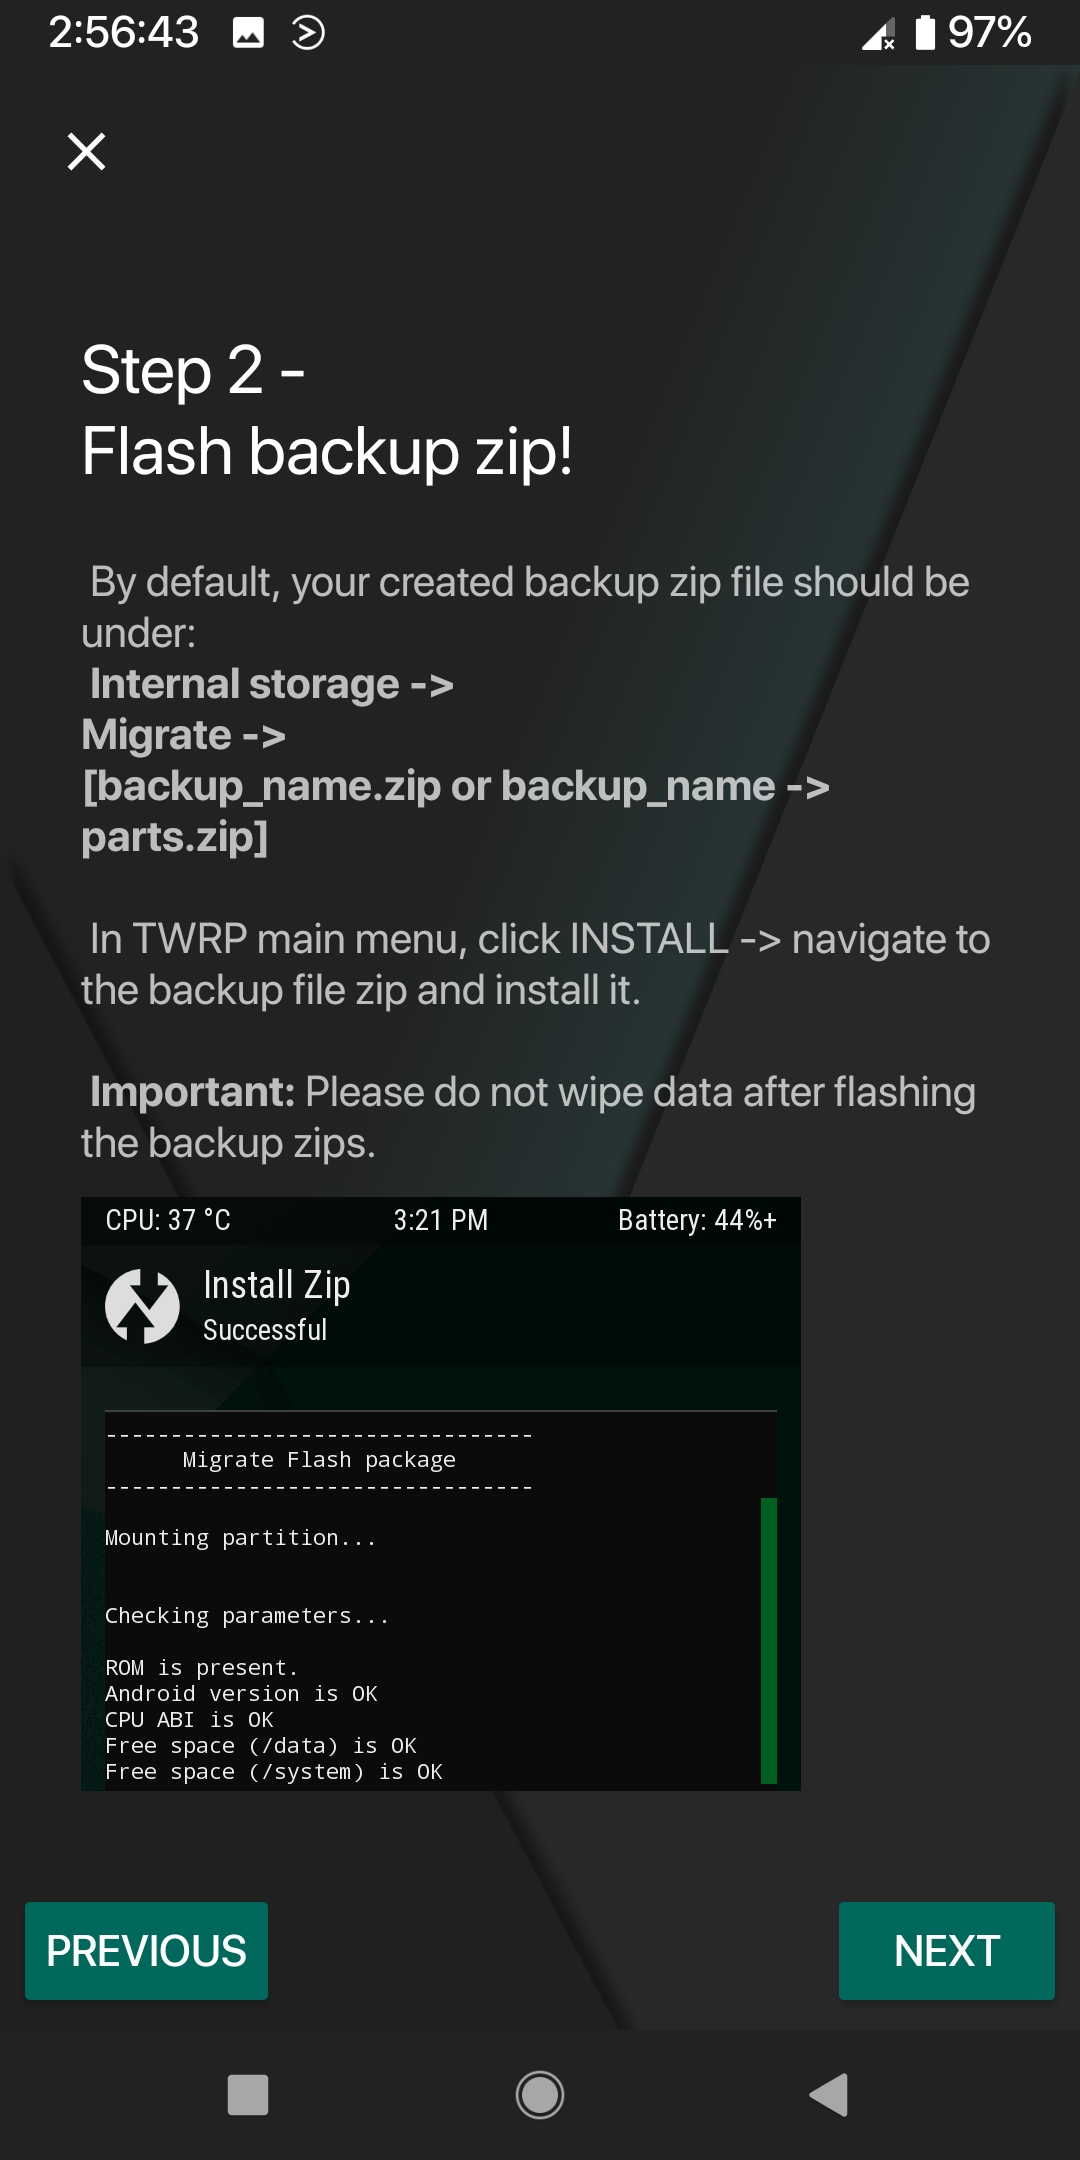 2:56:43
97%
Step 2 -
Flash backup zip!
By default, your created backup zip file should be
under:
Internal storage ->
Migrate ->
[backup_name.zip or backup_name ->
parts.zip]
In TWRP main menu, click INSTALL -> navigate to
the backup file zip and install it.
Important: Please do not wipe data after flashing
the backup zips.
CPU: 37 °C 3:21 PM Battery: 44%+
Install Zip
Successful
---------------------------------
Migrate Flash package
---------------------------------
Mounting partition...
Checking parameters...
ROM is present.
Android version is OK
CPU ABI is OK
Free space (/data) is OK
Free space (/system) is OK
PREVIOUS NEXT